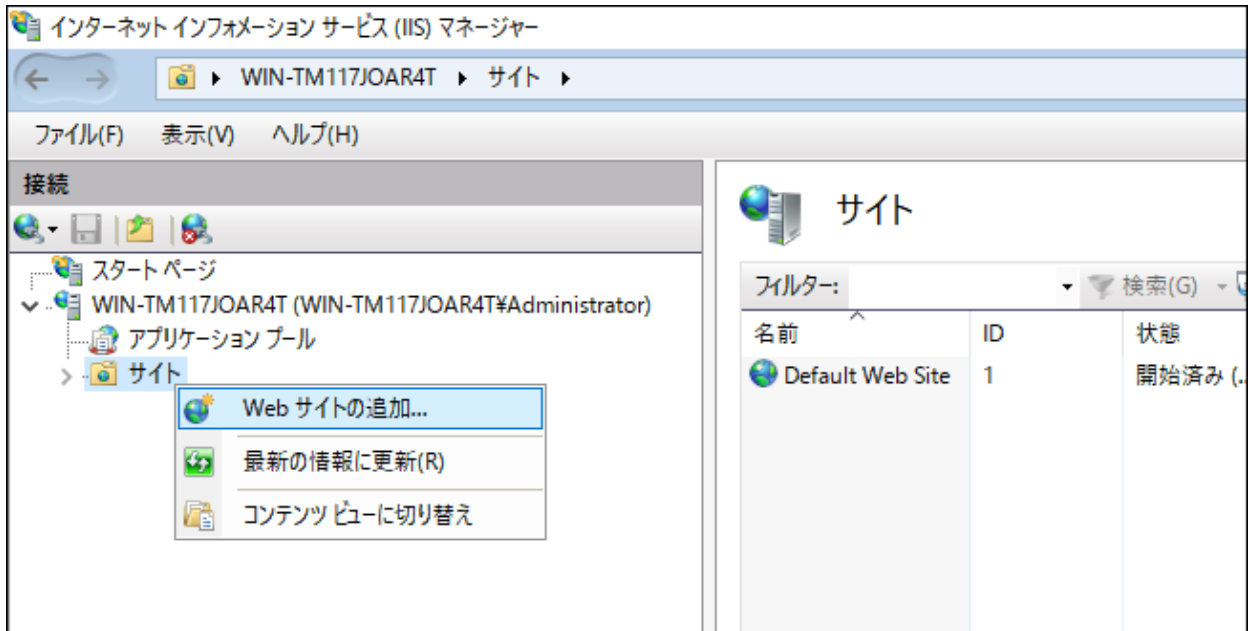 インターネット インフォメーション サービス (IIS) マネージャー
WIN-TM117JOAR4T サイト
ファイル(F) 表示(V) ヘルプ(H)
接続
スタート ページ
WIN-TM117JOAR4T (WIN-TM117JOAR4T¥Administrator)
アプリケーション プール
サイト
Web サイトの追加...
最新の情報に更新(R)
コンテンツ ビューに切り替え
サイト
フィルター: 検索(G)
名前 ID 状態
Default Web Site 1 開始済み (..